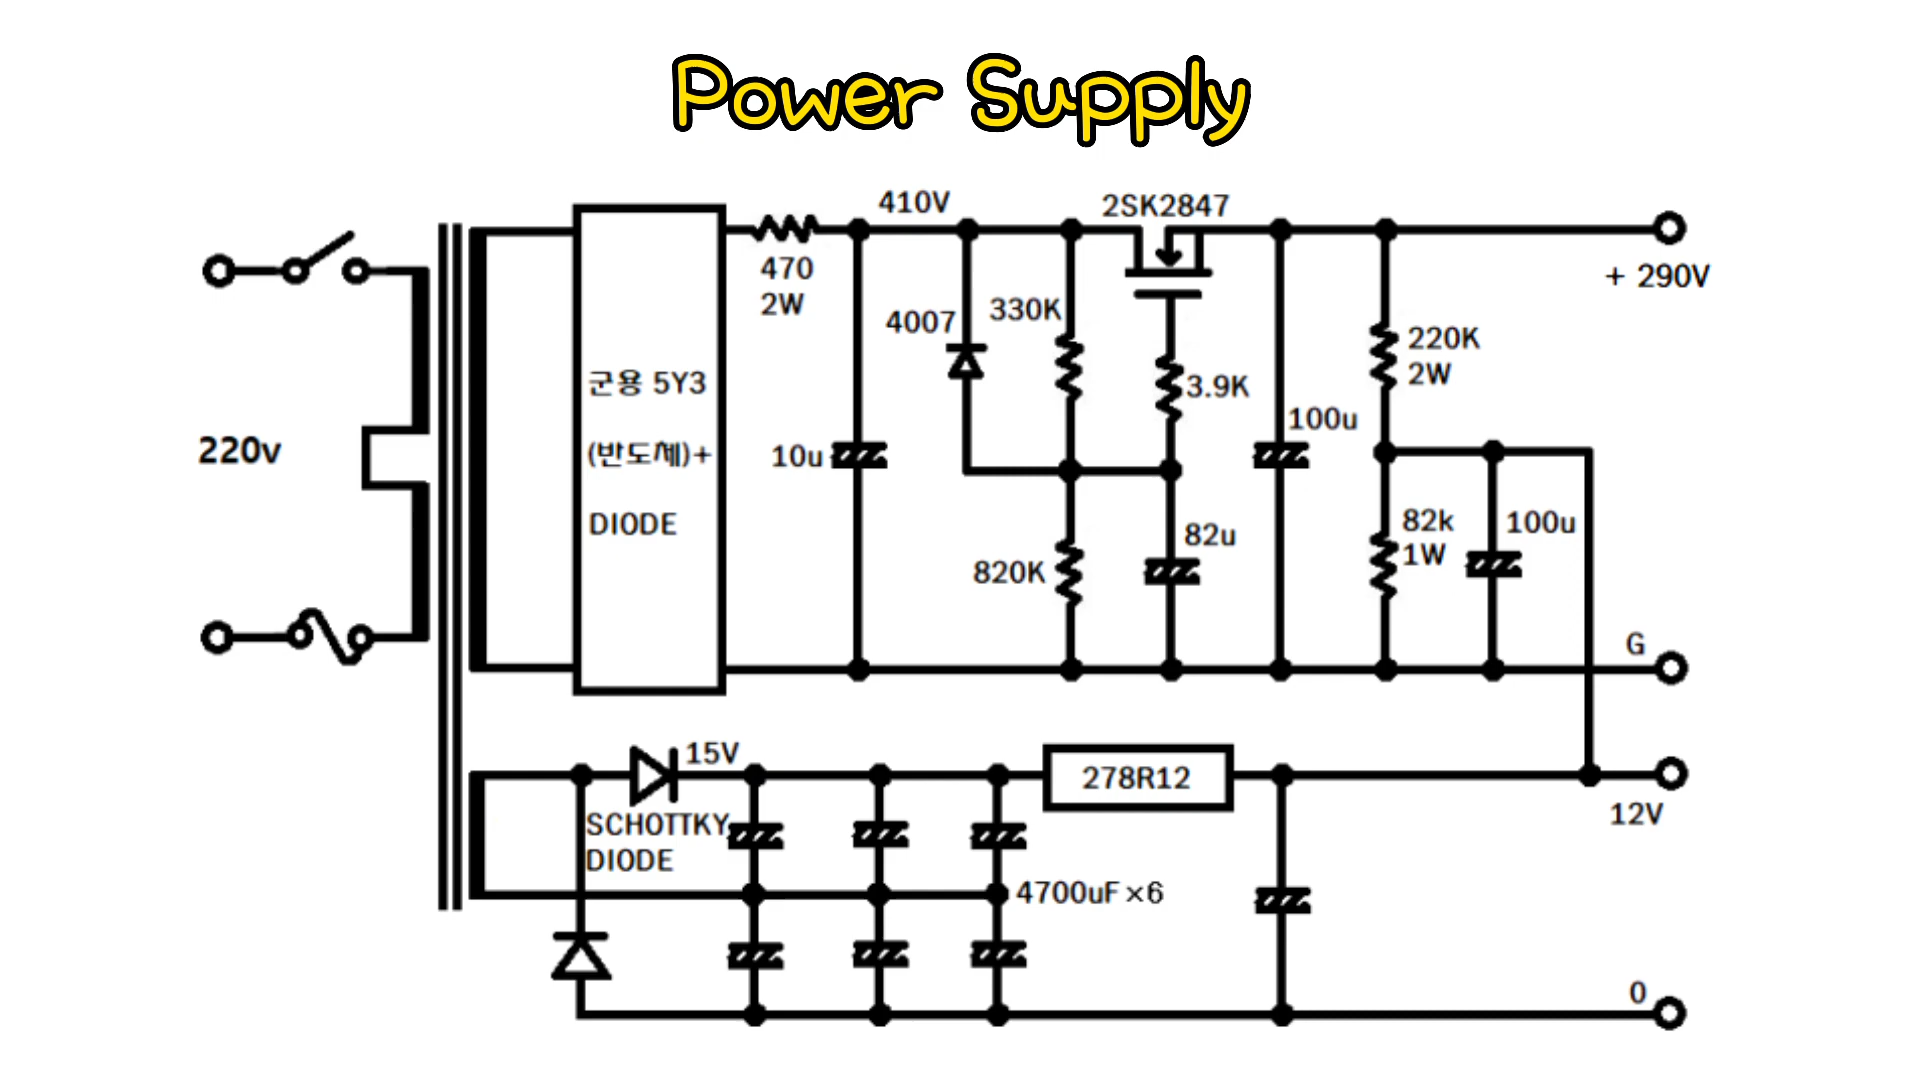 Power Supply
410V
2SK2847
470
2W
+ 290V
4007
330K
220K
2W
군용 5Y3
3.9K
100u
220v
(반도체)+
10u
DIODE
82u
82k
1W
100u
820K
G
15V
278R12
SCHOTTKY
DIODE
12V
4700uF×6
0